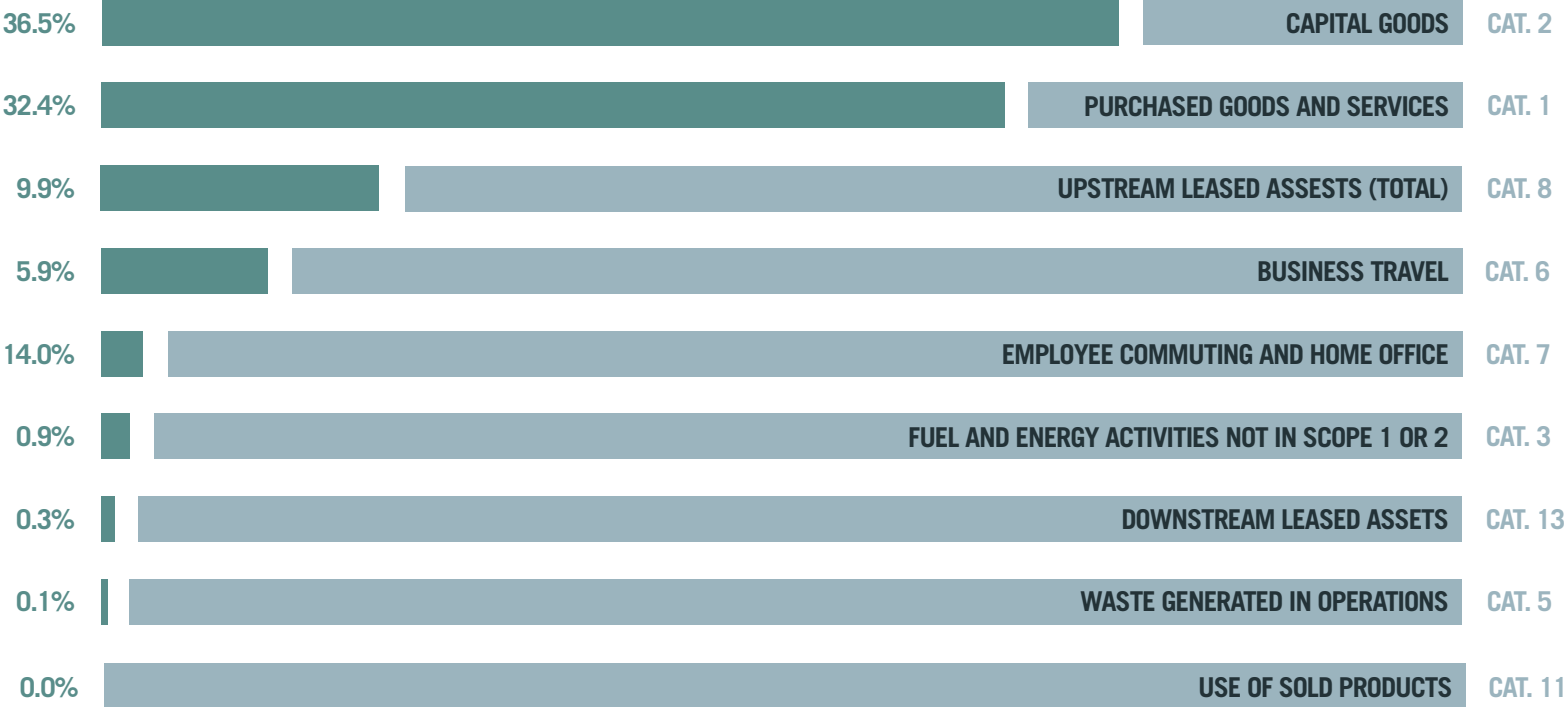 36.5% CAPITAL GOODS CAT. 2
32.4% PURCHASED GOODS AND SERVICES CAT. 1
9.9% UPSTREAM LEASED ASSESTS (TOTAL) CAT. 8
5.9% BUSINESS TRAVEL CAT. 6
14.0% EMPLOYEE COMMUTING AND HOME OFFICE CAT. 7
0.9% FUEL AND ENERGY ACTIVITIES NOT IN SCOPE 1 OR 2 CAT. 3
0.3% DOWNSTREAM LEASED ASSETS CAT. 13
0.1% WASTE GENERATED IN OPERATIONS CAT. 5
0.0% USE OF SOLD PRODUCTS CAT. 11